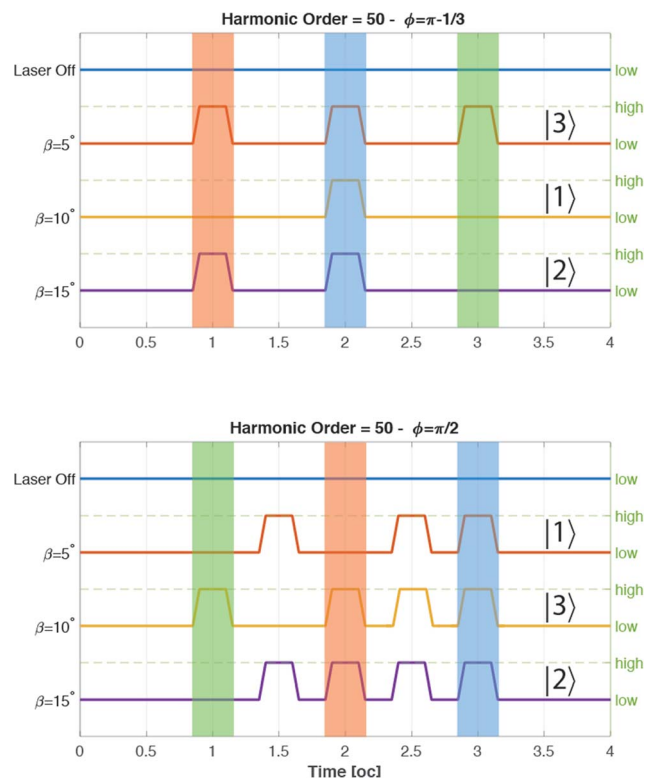 Harmonic Order = 50 - ϕ=π-1/3
Laser Off low
high
β=5° low |3⟩
high
β=10° low |1⟩
high
β=15° low |2⟩
0 0.5 1 1.5 2 2.5 3 3.5 4
Harmonic Order = 50 - ϕ=π/2
Laser Off low
high
β=5° low |1⟩
high
β=10° low |3⟩
high
β=15° low |2⟩
0 0.5 1 1.5 2 2.5 3 3.5 4
Time [oc]